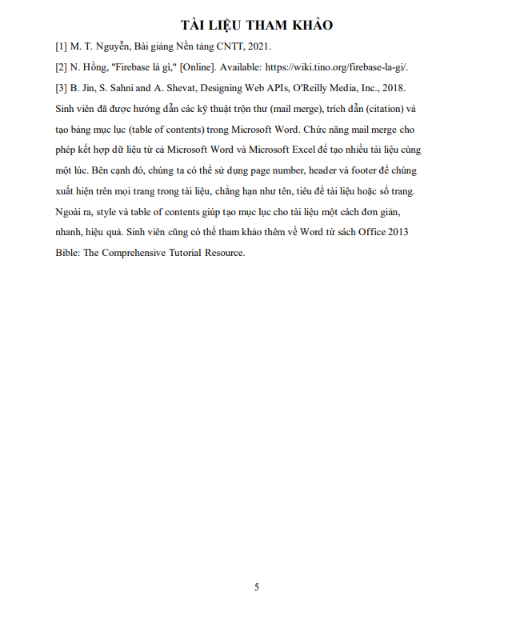 TÀI LIỆU THAM KHẢO
[1] M. T. Nguyễn, Bài giảng Nền tảng CNTT, 2021.
[2] N. Hồng, "Firebase là gì," [Online]. Available: https://wiki.tino.org/firebase-la-gi/.
[3] B. Jin, S. Sahni and A. Shevat, Designing Web APIs, O'Reilly Media, Inc., 2018.
Sinh viên đã được hướng dẫn các kỹ thuật trộn thư (mail merge), trích dẫn (citation) và
tạo bảng mục lục (table of contents) trong Microsoft Word. Chức năng mail merge cho
phép kết hợp dữ liệu từ cả Microsoft Word và Microsoft Excel để tạo nhiều tài liệu cùng
một lúc. Bên cạnh đó, chúng ta có thể sử dụng page number, header và footer để chúng
xuất hiện trên mọi trang trong tài liệu, chẳng hạn như tên, tiêu đề tài liệu hoặc số trang.
Ngoài ra, style và table of contents giúp tạo mục lục cho tài liệu một cách đơn giản,
nhanh, hiệu quả. Sinh viên cũng có thể tham khảo thêm về Word từ sách Office 2013
Bible: The Comprehensive Tutorial Resource.
5